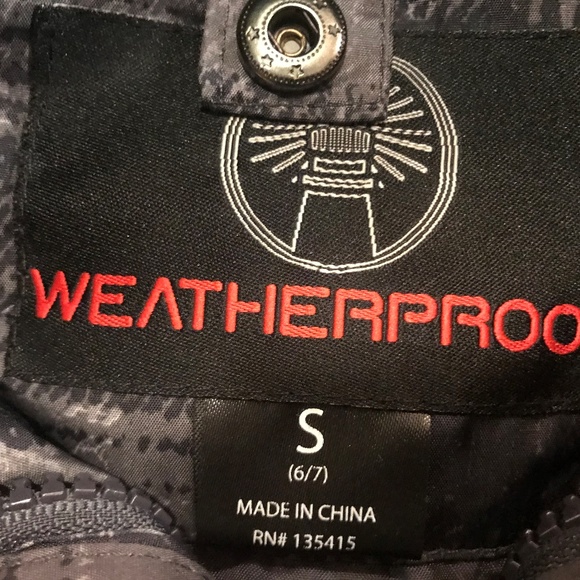 WEATHERPROO
S
(6/7)
MADE IN CHINA
RN# 135415